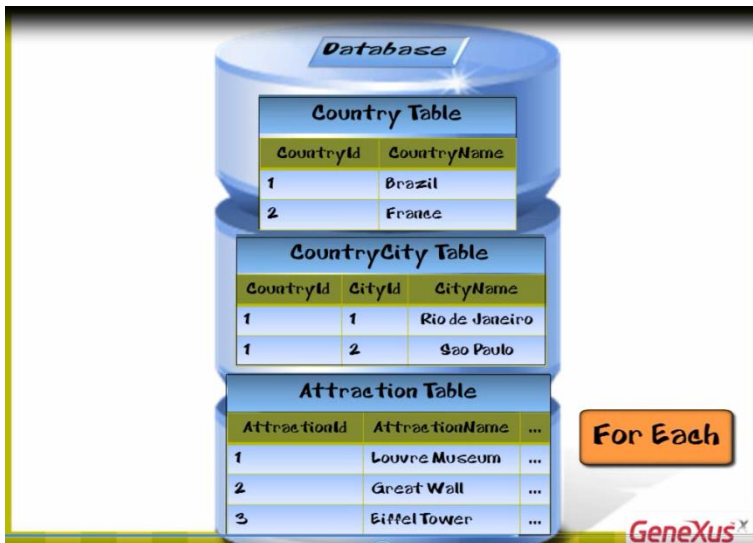 Database
Country Table
CountryId CountryName
1 Brazil
2 France
CountryCity Table
CountryId CityId CityName
1 1 Rio de Janeiro
1 2 Sao Paulo
Attraction Table
AttractionId AttractionName ...
1 Louvre Museum ...
2 Great Wall ...
3 Eiffel Tower ...
For Each
GeneXus X